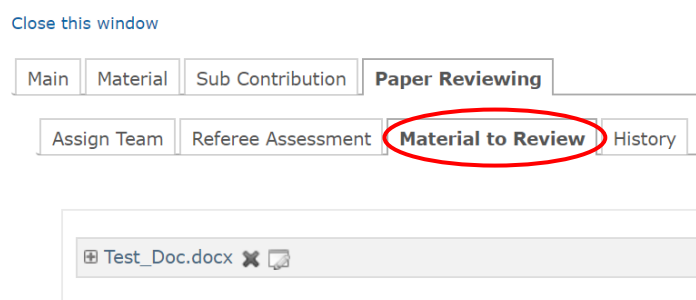 Close this window
Main Material Sub Contribution Paper Reviewing
Assign Team Referee Assessment Material to Review History
Test_Doc.docx